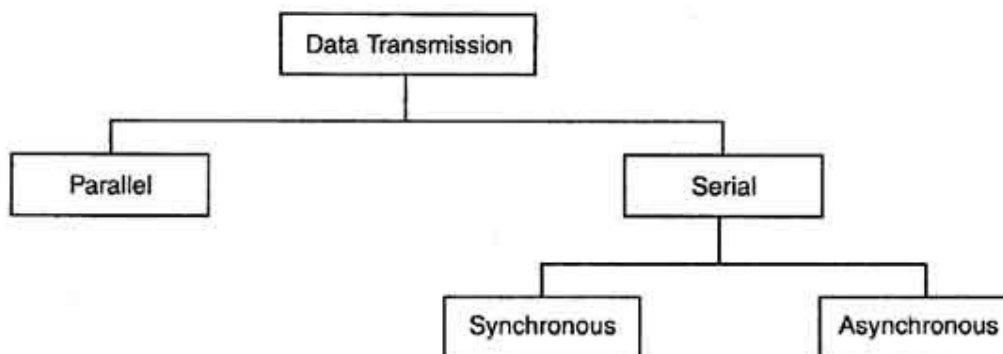 Data Transmission
Parallel
Serial
Synchronous
Asynchronous